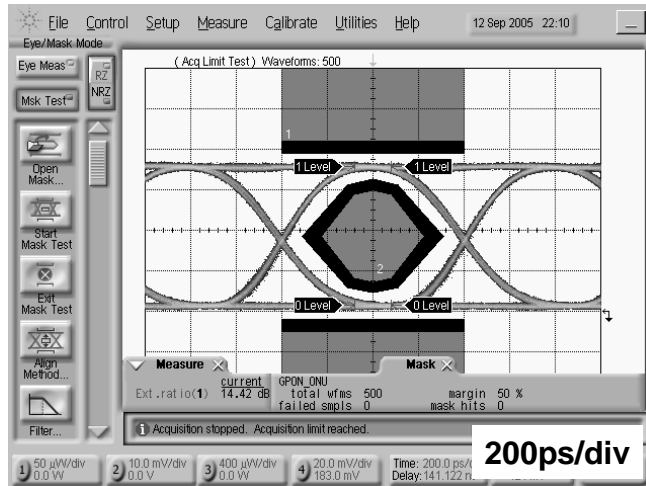 File Control Setup Measure Calibrate Utilities Help 12 Sep 2005 22:10
Eye/Mask Mode
Eye Meas
RZ
NRZ
Msk Test
(Acq Limit Test) Waveforms: 500
1
1 Level 1 Level
2
0 Level 0 Level
Open
Mask...
Start
Mask Test
Exit
Mask Test
Align
Method...
Filter...
Measure Mask
current
Ext.ratio(1) 14.42 dB
GPON_ONU
total wfms 500 margin 50 %
failed smpls 0 mask hits 0
Acquisition stopped. Acquisition limit reached.
1) 50 µW/div
0.0 W
2) 10.0 mV/div
0.0 V
3) 400 µW/div
0.0 W
4) 20.0 mV/div
183.0 mV
Time: 200.0 ps/
Delay: 141.122 n
200ps/div